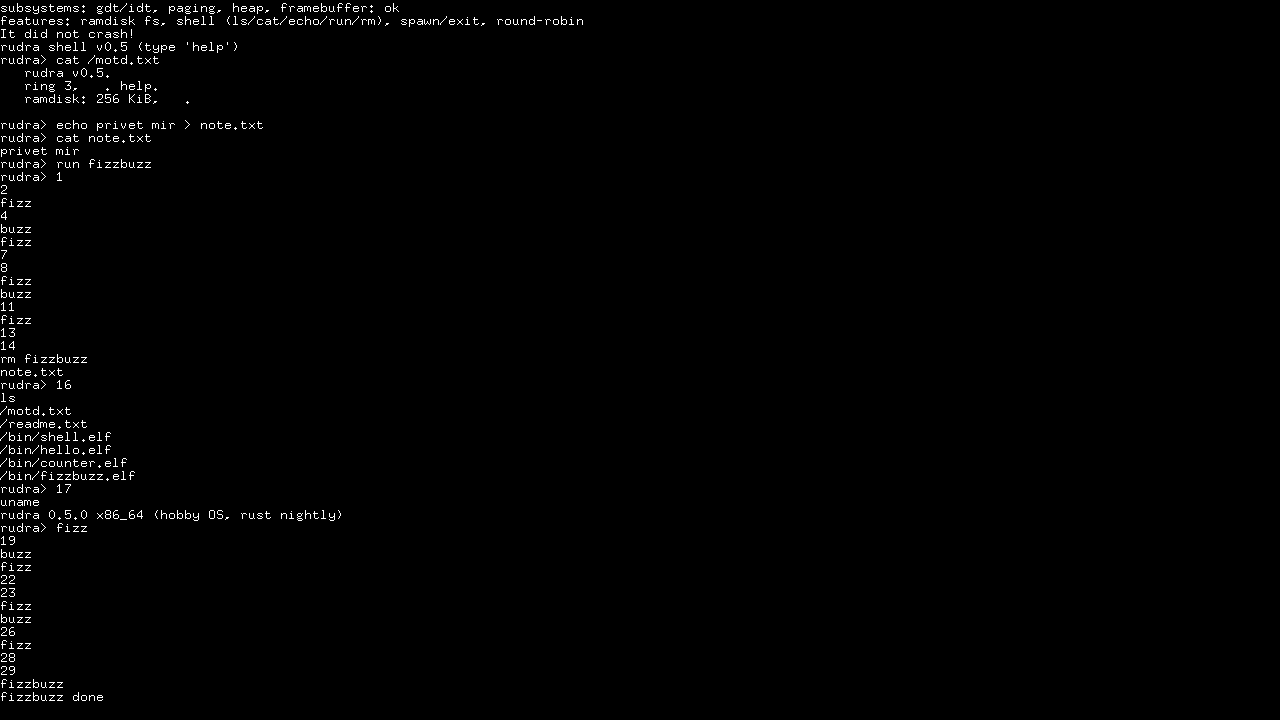 subsystems: gdt/idt, paging, heap, framebuffer: ok
features: ramdisk fs, shell (ls/cat/echo/run/rm), spawn/exit, round-robin
It did not crash!
rudra shell v0.5 (type 'help')
rudra> cat /motd.txt
   rudra v0.5.
   ring 3,   . help.
   ramdisk: 256 KiB,   .
rudra> echo privet mir > note.txt
rudra> cat note.txt
privet mir
rudra> run fizzbuzz
rudra> 1
2
fizz
4
buzz
fizz
7
8
fizz
buzz
11
fizz
13
14
rm fizzbuzz
note.txt
rudra> 16
ls
/motd.txt
/readme.txt
/bin/shell.elf
/bin/hello.elf
/bin/counter.elf
/bin/fizzbuzz.elf
rudra> 17
uname
rudra 0.5.0 x86_64 (hobby OS, rust nightly)
rudra> fizz
19
buzz
fizz
22
23
fizz
buzz
26
fizz
28
29
fizzbuzz
fizzbuzz done